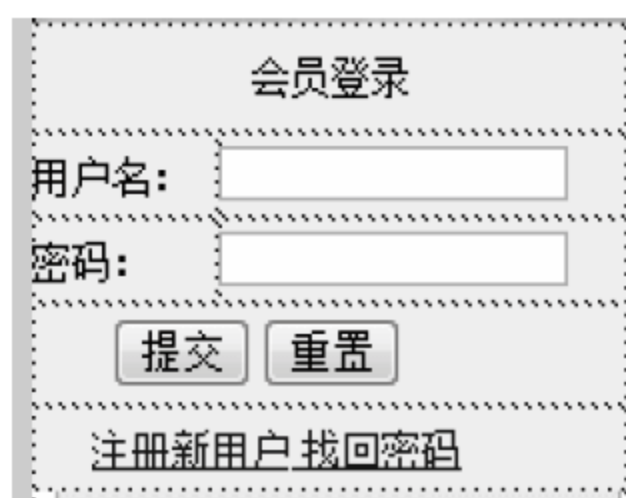 会员登录
用户名：
密码：
提交 重置
注册新用户 找回密码